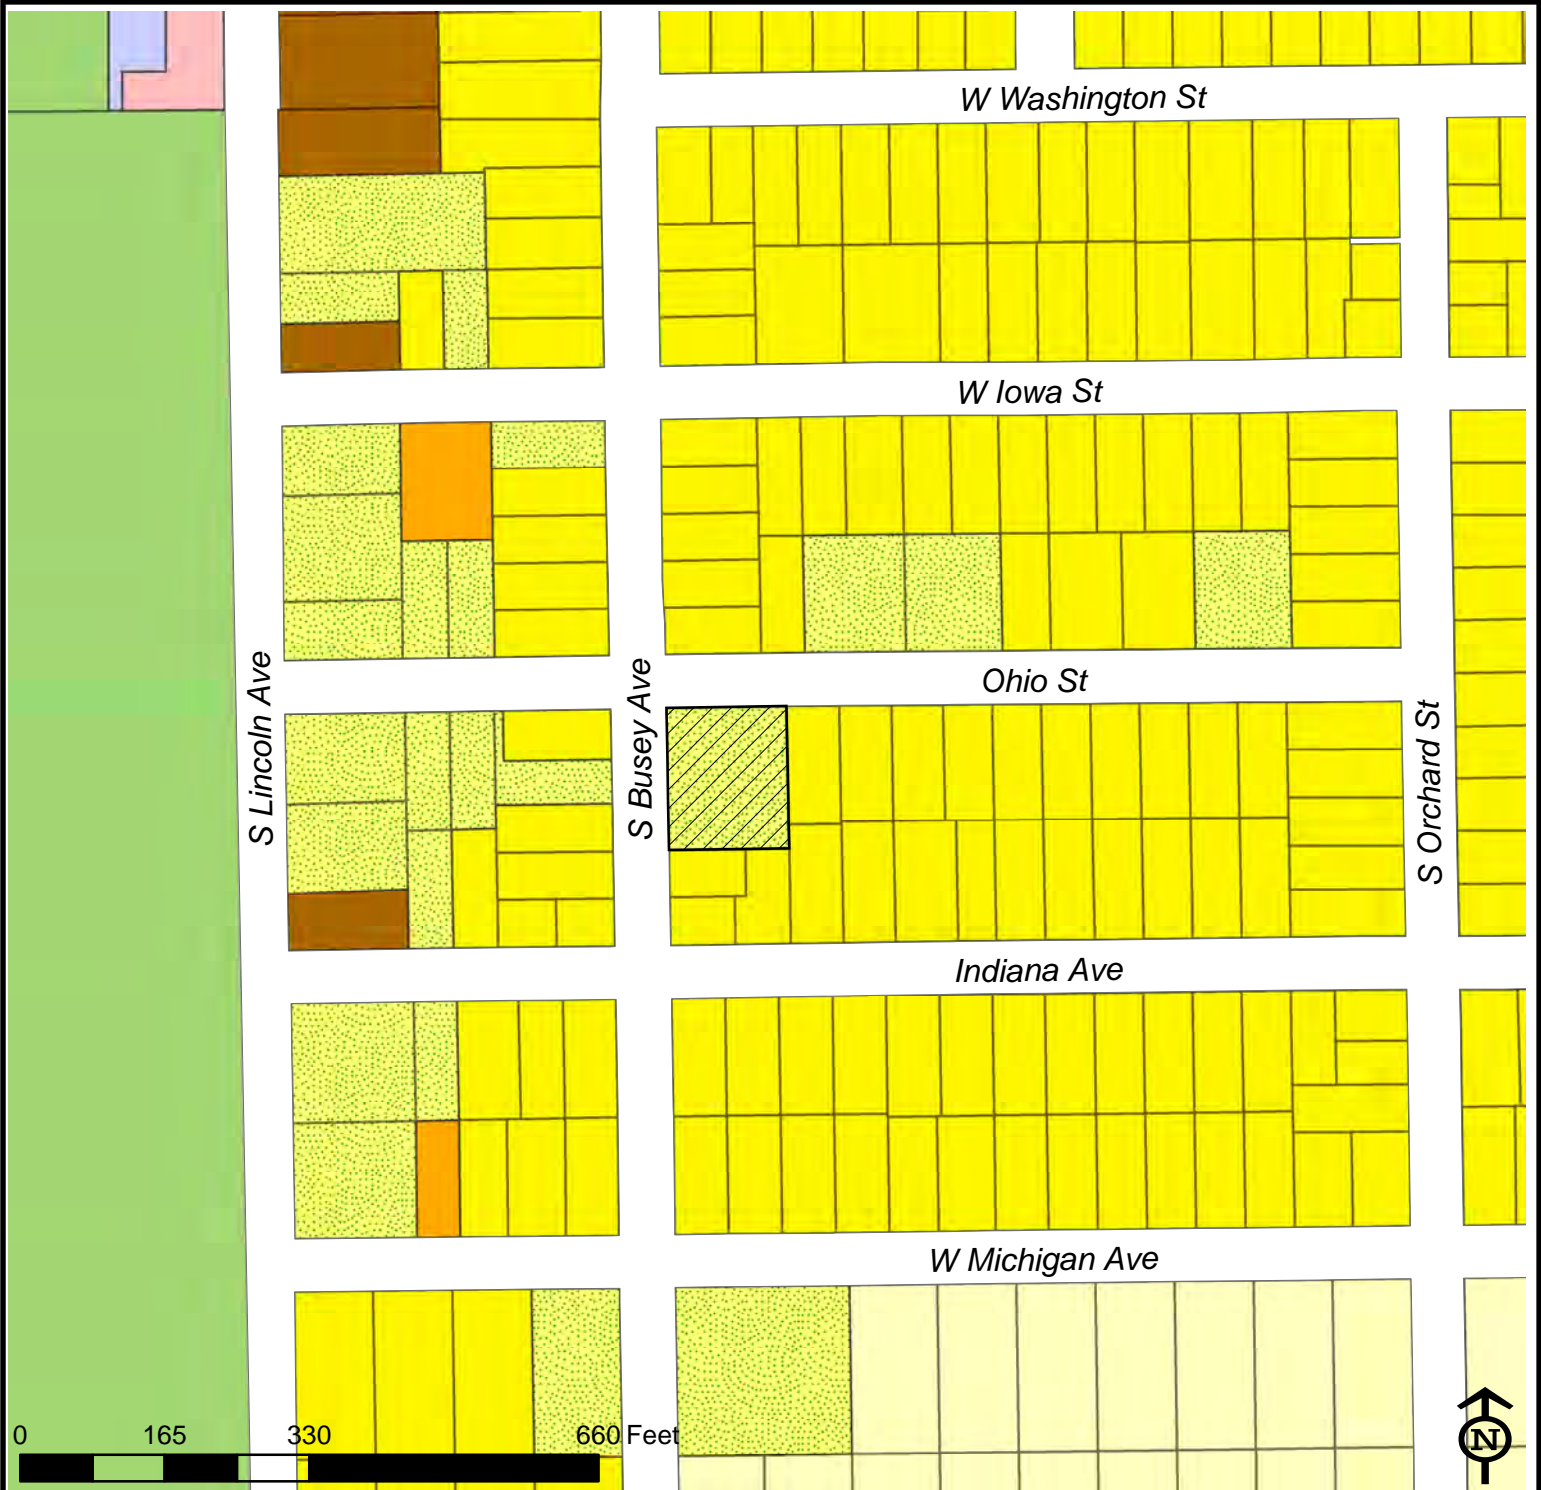 W Washington St
W Iowa St
Ohio St
S Lincoln Ave
S Busey Ave
S Orchard St
Indiana Ave
W Michigan Ave
0 165 330 660 Feet
N